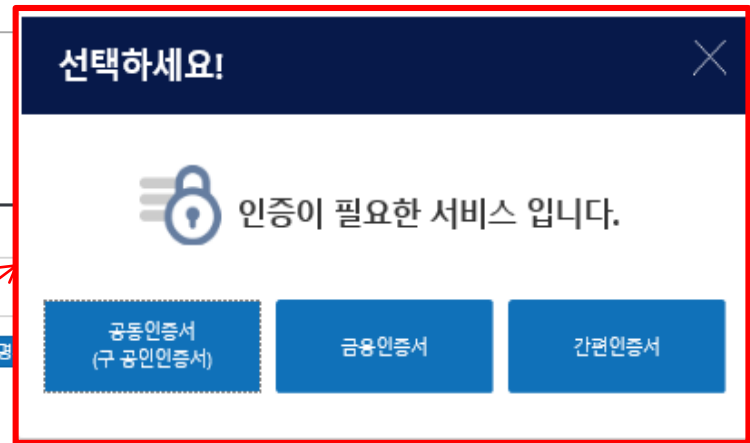 선택하세요!
인증이 필요한 서비스 입니다.
공동인증서
(구 공인인증서)
금융인증서
간편인증서
명